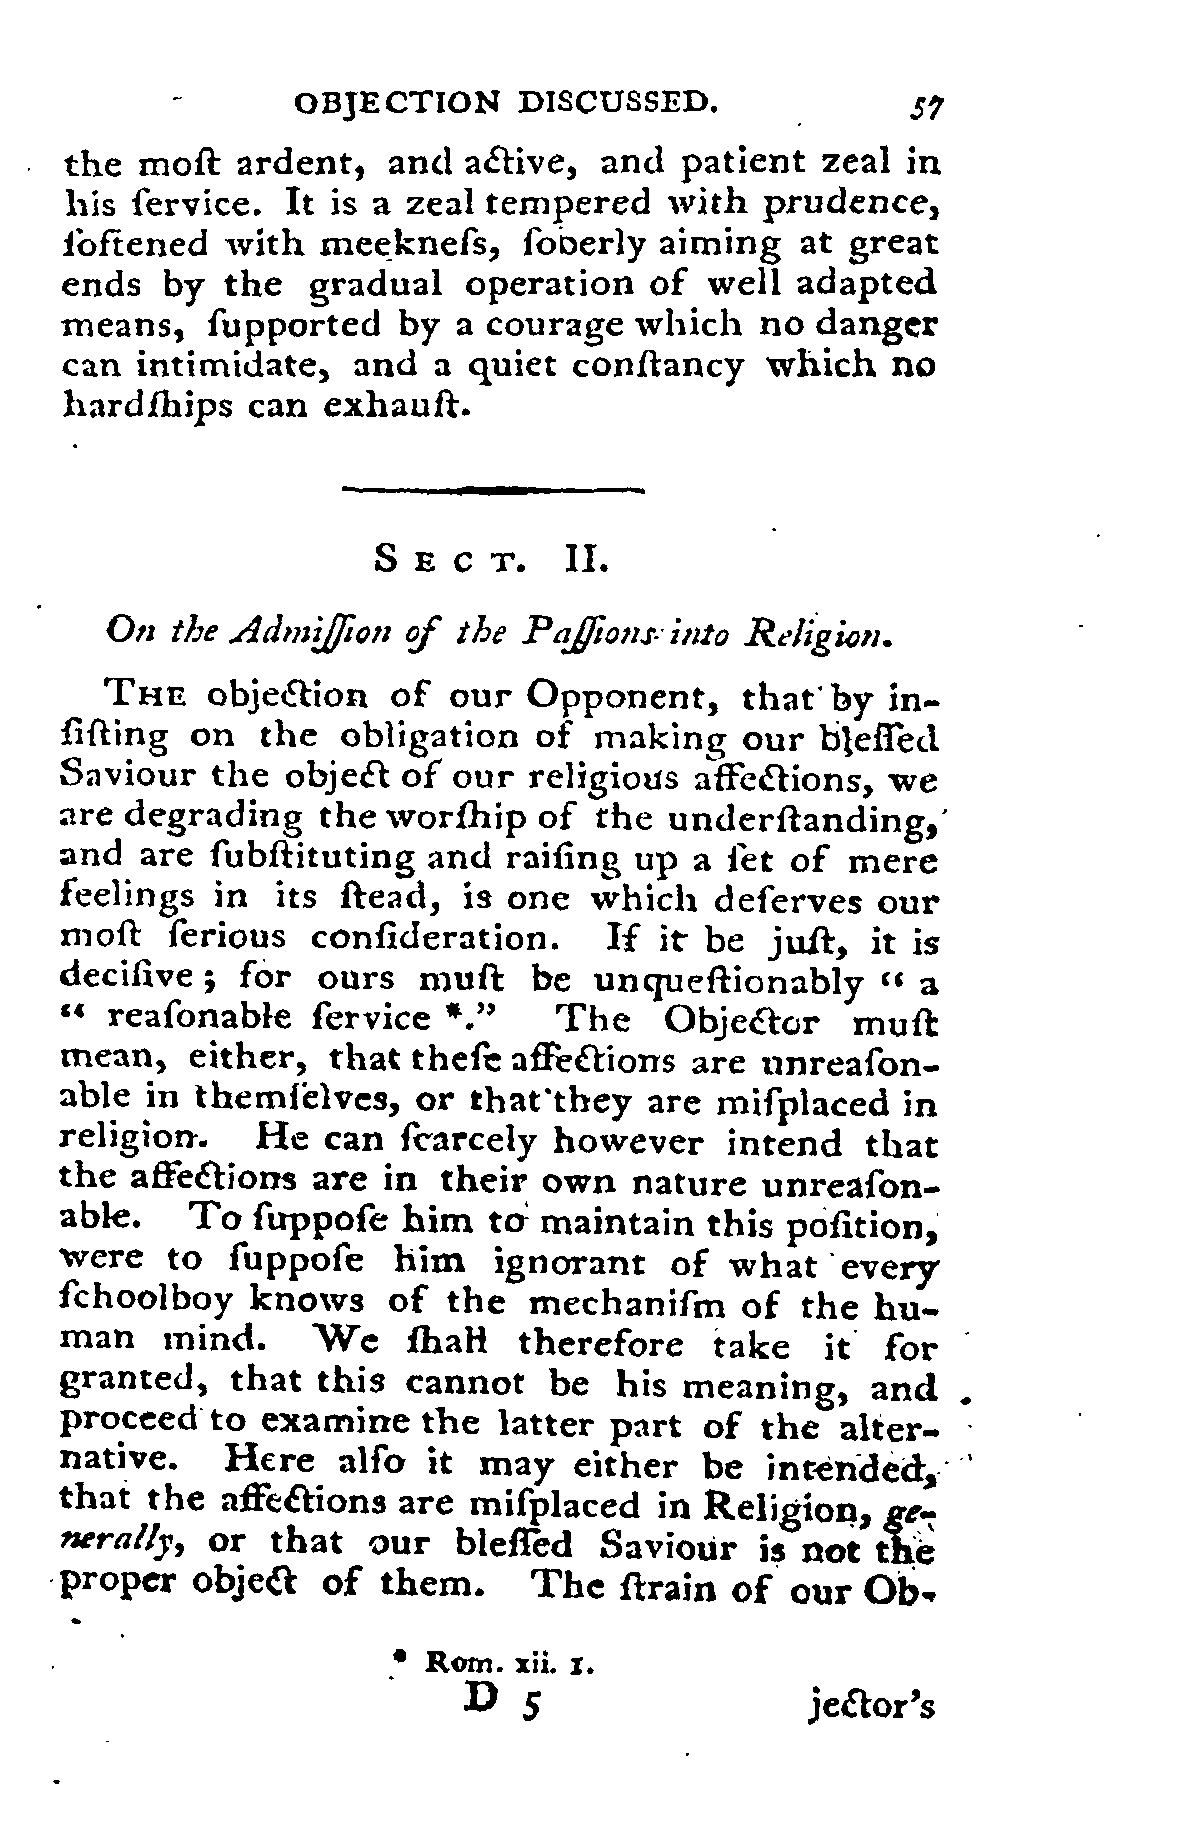 OBJECTION DISCUSSED. 57
the moſt ardent, and active, and patient zeal in
his ſervice. It is a zeal tempered with prudence,
ſoftened with meekneſs, ſoberly aiming at great
ends by the gradual operation of well adapted
means, ſupported by a courage which no danger
can intimidate, and a quiet conſtancy which no
hardſhips can exhauſt.
SECT. II.
On the Admiſſion of the Paſſions into Religion.
THE objection of our Opponent, that by in-
ſiſting on the obligation of making our bleſſed
Saviour the object of our religious affections, we
are degrading the worſhip of the underſtanding,
and are ſubſtituting and raiſing up a ſet of mere
feelings in its ſtead, is one which deſerves our
moſt ſerious conſideration. If it be juſt, it is
deciſive; for ours muſt be unqueſtionably “ a
“ reaſonable ſervice *.” The Objector muſt
mean, either, that theſe affections are unreaſon-
able in themſelves, or that they are miſplaced in
religion. He can ſcarcely however intend that
the affections are in their own nature unreaſon-
able. To ſuppoſe him to maintain this poſition,
were to ſuppoſe him ignorant of what every
ſchoolboy knows of the mechaniſm of the hu-
man mind. We ſhall therefore take it for
granted, that this cannot be his meaning, and
proceed to examine the latter part of the alter-
native. Here alſo it may either be intended,
that the affections are miſplaced in Religion, ge-
nerally, or that our bleſſed Saviour is not the
proper object of them. The ſtrain of our Ob-
* Rom. xii. 1.
D 5 jector's